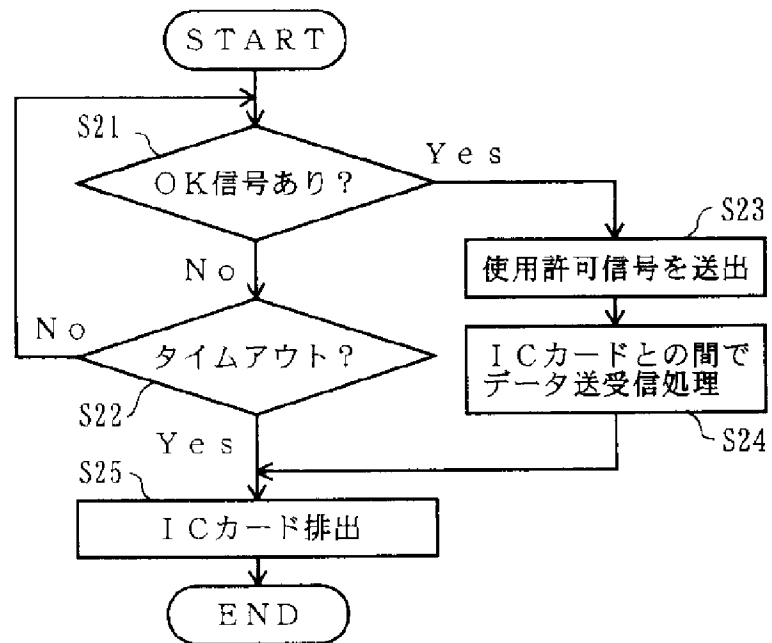 START
S21
OK信号あり?
Yes
S23
使用許可信号を送出
No
No
タイムアウト?
ICカードとの間で
データ送受信処理
S22
S24
Yes
S25
ICカード排出
END